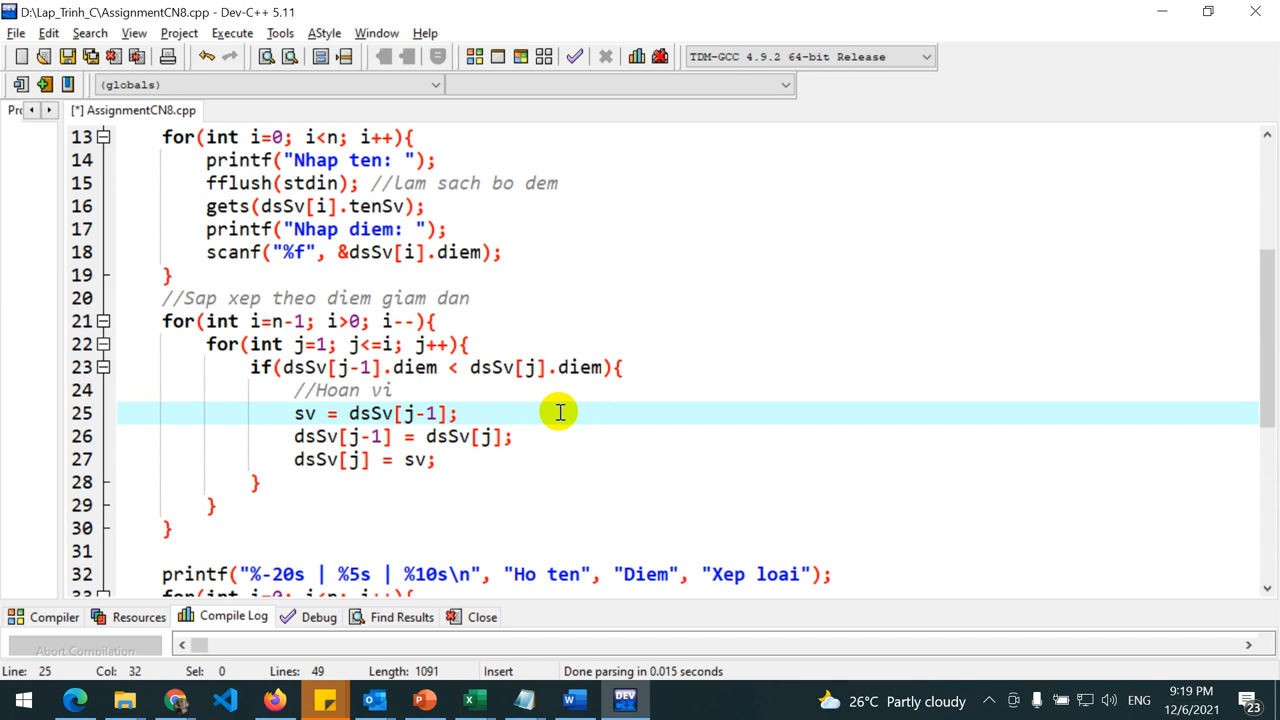 D:\Lap_Trinh_C\AssignmentCN8.cpp - Dev-C++ 5.11
File Edit Search View Project Execute Tools AStyle Window Help
TDM-GCC 4.9.2 64-bit Release
(globals)
[*] AssignmentCN8.cpp
13 for(int i=0; i<n; i++){
14 printf("Nhap ten: ");
15 fflush(stdin); //lam sach bo dem
16 gets(dsSv[i].tenSv);
17 printf("Nhap diem: ");
18 scanf("%f", &dsSv[i].diem);
19 }
20 //Sap xep theo diem giam dan
21 for(int i=n-1; i>0; i--){
22 for(int j=1; j<=i; j++){
23 if(dsSv[j-1].diem < dsSv[j].diem){
24 //Hoan vi
25 sv = dsSv[j-1];
26 dsSv[j-1] = dsSv[j];
27 dsSv[j] = sv;
28 }
29 }
30 }
31
32 printf("%-20s | %5s | %10s\n", "Ho ten", "Diem", "Xep loai");
33 for(int i=0; i<n; i++){
Compiler Resources Compile Log Debug Find Results Close
Abort Compilation
Line: 25 Col: 32 Sel: 0 Lines: 49 Length: 1091 Insert Done parsing in 0.015 seconds
DEV
26°C Partly cloudy ENG 9:19 PM
12/6/2021 23